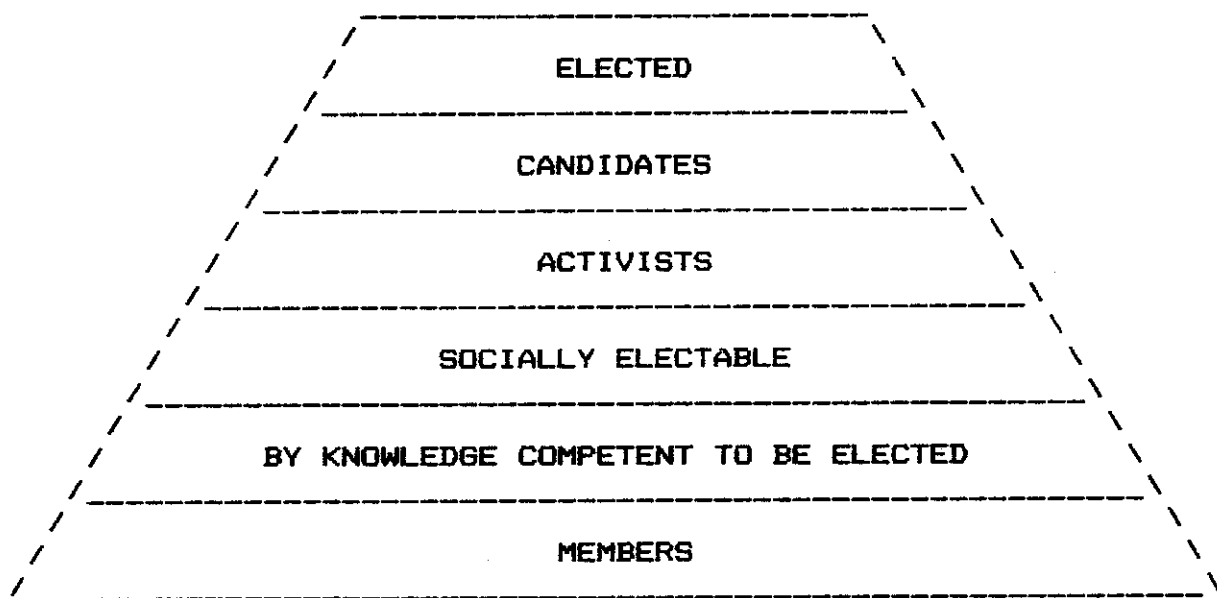 ELECTED
CANDIDATES
ACTIVISTS
SOCIALLY ELECTABLE
BY KNOWLEDGE COMPETENT TO BE ELECTED
MEMBERS